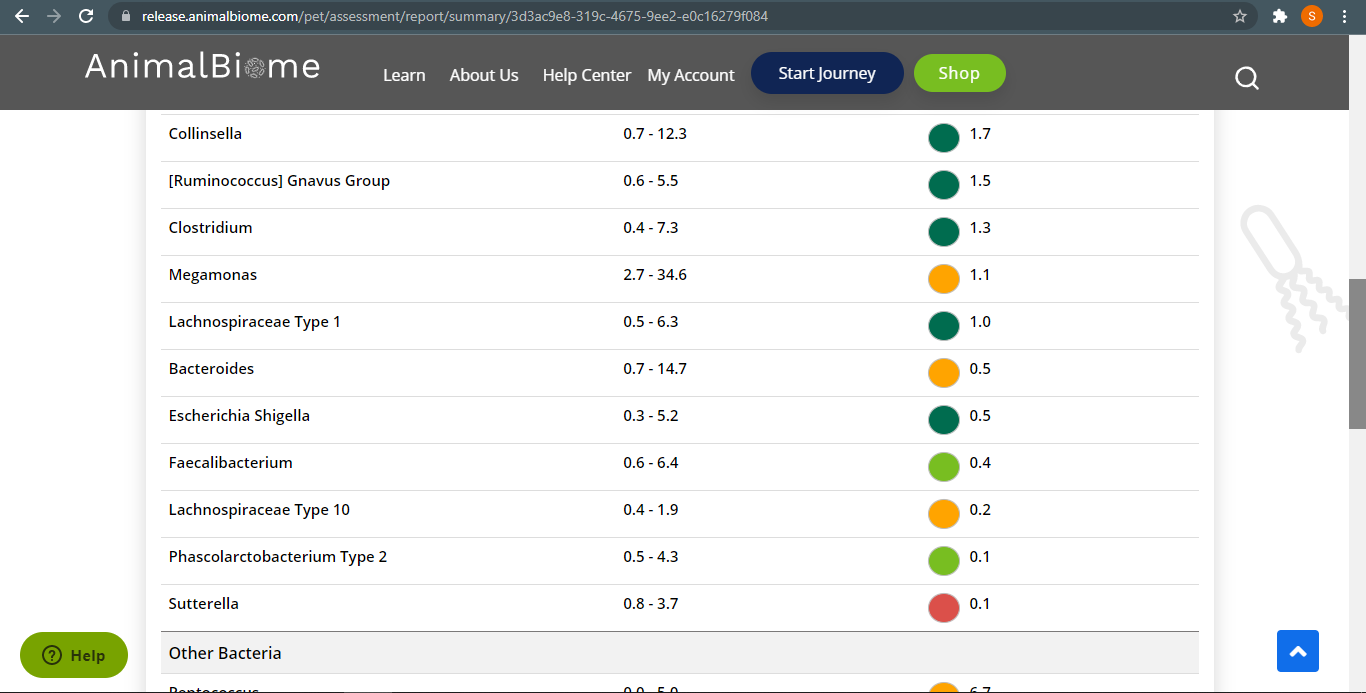 release.animalbiome.com/pet/assessment/report/summary/3d3ac9e8-319c-4675-9ee2-e0c16279f084
S
AnimalBiome
Learn About Us Help Center My Account Start Journey Shop
Collinsella 0.7 - 12.3 1.7
[Ruminococcus] Gnavus Group 0.6 - 5.5 1.5
Clostridium 0.4 - 7.3 1.3
Megamonas 2.7 - 34.6 1.1
Lachnospiraceae Type 1 0.5 - 6.3 1.0
Bacteroides 0.7 - 14.7 0.5
Escherichia Shigella 0.3 - 5.2 0.5
Faecalibacterium 0.6 - 6.4 0.4
Lachnospiraceae Type 10 0.4 - 1.9 0.2
Phascolarctobacterium Type 2 0.5 - 4.3 0.1
Sutterella 0.8 - 3.7 0.1
Other Bacteria
Help